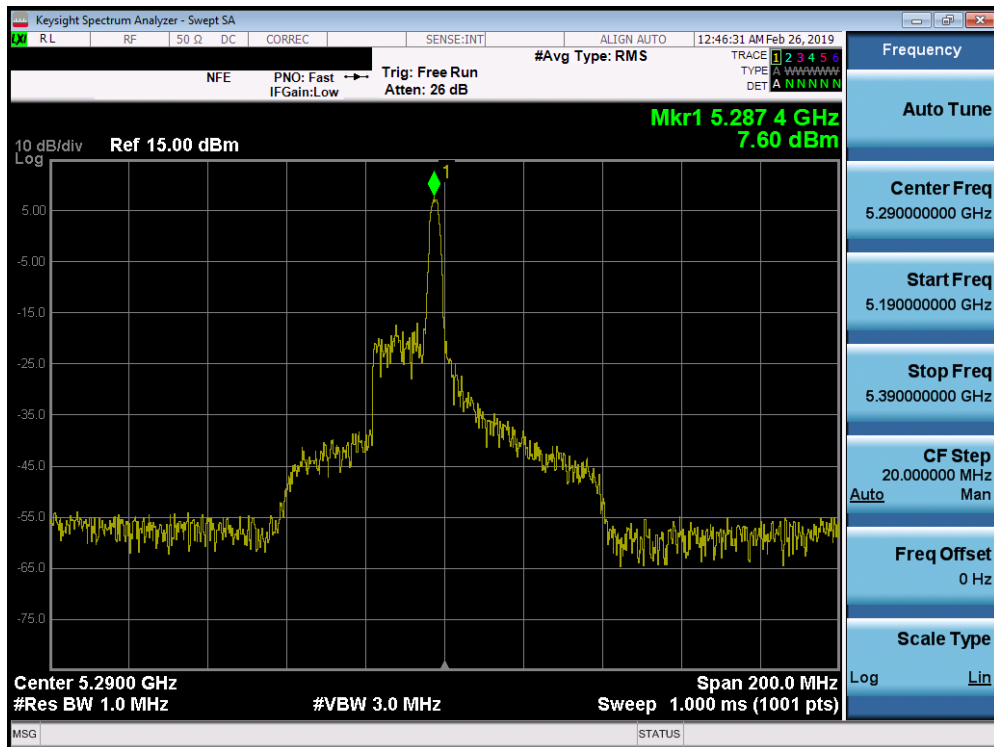 Keysight Spectrum Analyzer - Swept SA
LXI RL RF 50 Ω DC CORREC SENSE:INT ALIGN AUTO 12:46:31 AM Feb 26, 2019
NFE PNO: Fast Trig: Free Run #Avg Type: RMS TRACE 1 2 3 4 5 6
IFGain:Low Atten: 26 dB TYPE A WWWWW
DET A N N N N N
Mkr1 5.287 4 GHz
7.60 dBm
10 dB/div Ref 15.00 dBm
Log
1
5.00
-5.00
-15.0
-25.0
-35.0
-45.0
-55.0
-65.0
-75.0
Center 5.2900 GHz Span 200.0 MHz
#Res BW 1.0 MHz #VBW 3.0 MHz Sweep 1.000 ms (1001 pts)
MSG STATUS
Frequency
Auto Tune
Center Freq
5.290000000 GHz
Start Freq
5.190000000 GHz
Stop Freq
5.390000000 GHz
CF Step
20.000000 MHz
Auto Man
Freq Offset
0 Hz
Scale Type
Log Lin